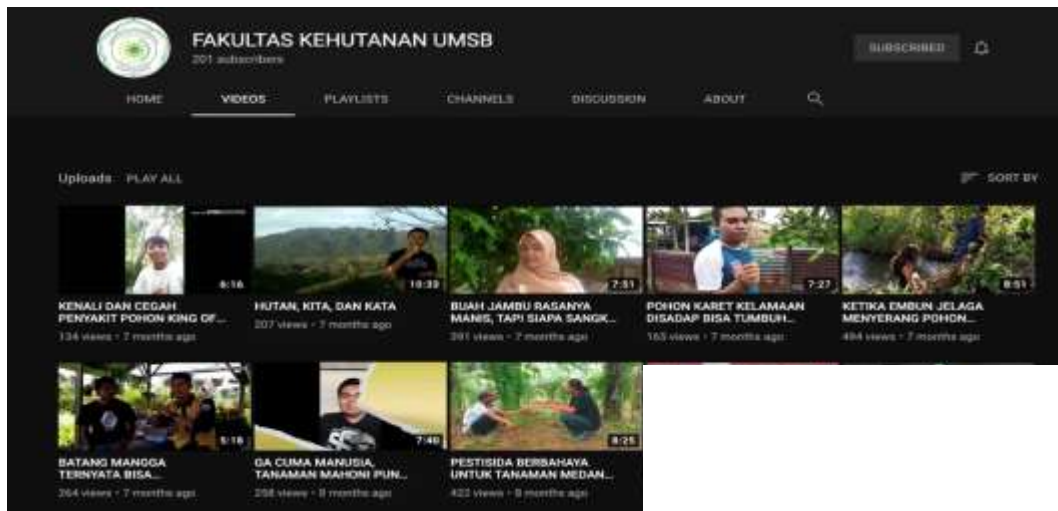 FAKULTAS KEHUTANAN UMSB
201 subscribers
SUBSCRIBED
HOME VIDEOS PLAYLISTS CHANNELS DISCUSSION ABOUT
Uploads PLAY ALL SORT BY
6:16 10:33 7:51 7:27 8:51
KENALI DAN CEGAH
PENYAKIT POHON KING OF...
134 views • 7 months ago
HUTAN, KITA, DAN KATA
207 views • 7 months ago
BUAH JAMBU RASANYA
MANIS, TAPI SIAPA SANGK...
391 views • 7 months ago
POHON KARET KELAMAAN
DISADAP BISA TUMBUH...
165 views • 7 months ago
KETIKA EMBUN JELAGA
MENYERANG POHON...
494 views • 7 months ago
5:16 7:40 8:25
BATANG MANGGA
TERNYATA BISA...
264 views • 7 months ago
GA CUMA MANUSIA,
TANAMAN MAHONI PUN...
258 views • 8 months ago
PESTISIDA BERBAHAYA
UNTUK TANAMAN MEDAN...
422 views • 8 months ago